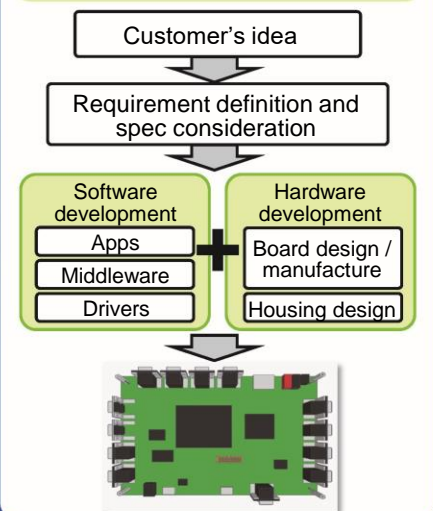 Customer's idea
Requirement definition and
spec consideration
Software
development
Apps
Middleware
Drivers
+
Hardware
development
Board design /
manufacture
Housing design